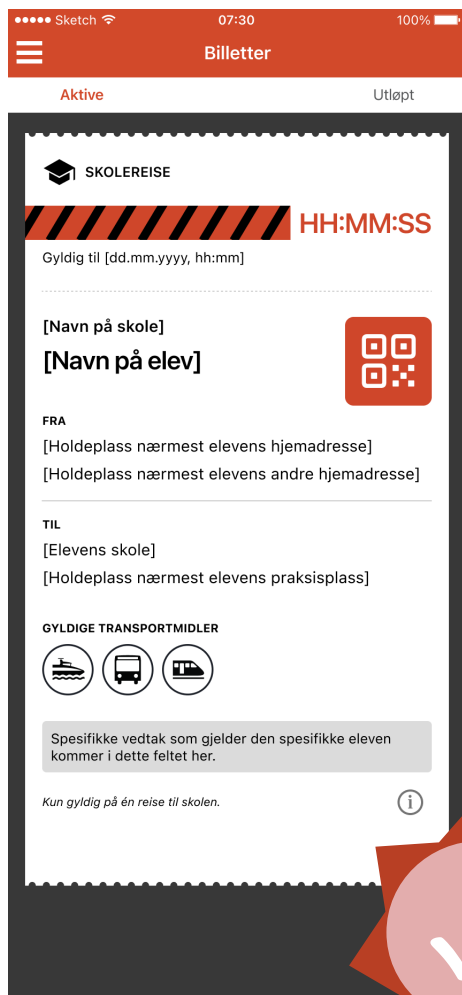 Sketch 07:30 100%
Billetter
Aktive Utløpt
SKOLEREISE
HH:MM:SS
Gyldig til [dd.mm.yyyy, hh:mm]
[Navn på skole]
[Navn på elev]
FRA
[Holdeplass nærmest elevens hjemadresse]
[Holdeplass nærmest elevens andre hjemadresse]
TIL
[Elevens skole]
[Holdeplass nærmest elevens praksisplass]
GYLDIGE TRANSPORTMIDLER
Spesifikke vedtak som gjelder den spesifikke eleven
kommer i dette feltet her.
Kun gyldig på én reise til skolen.
i